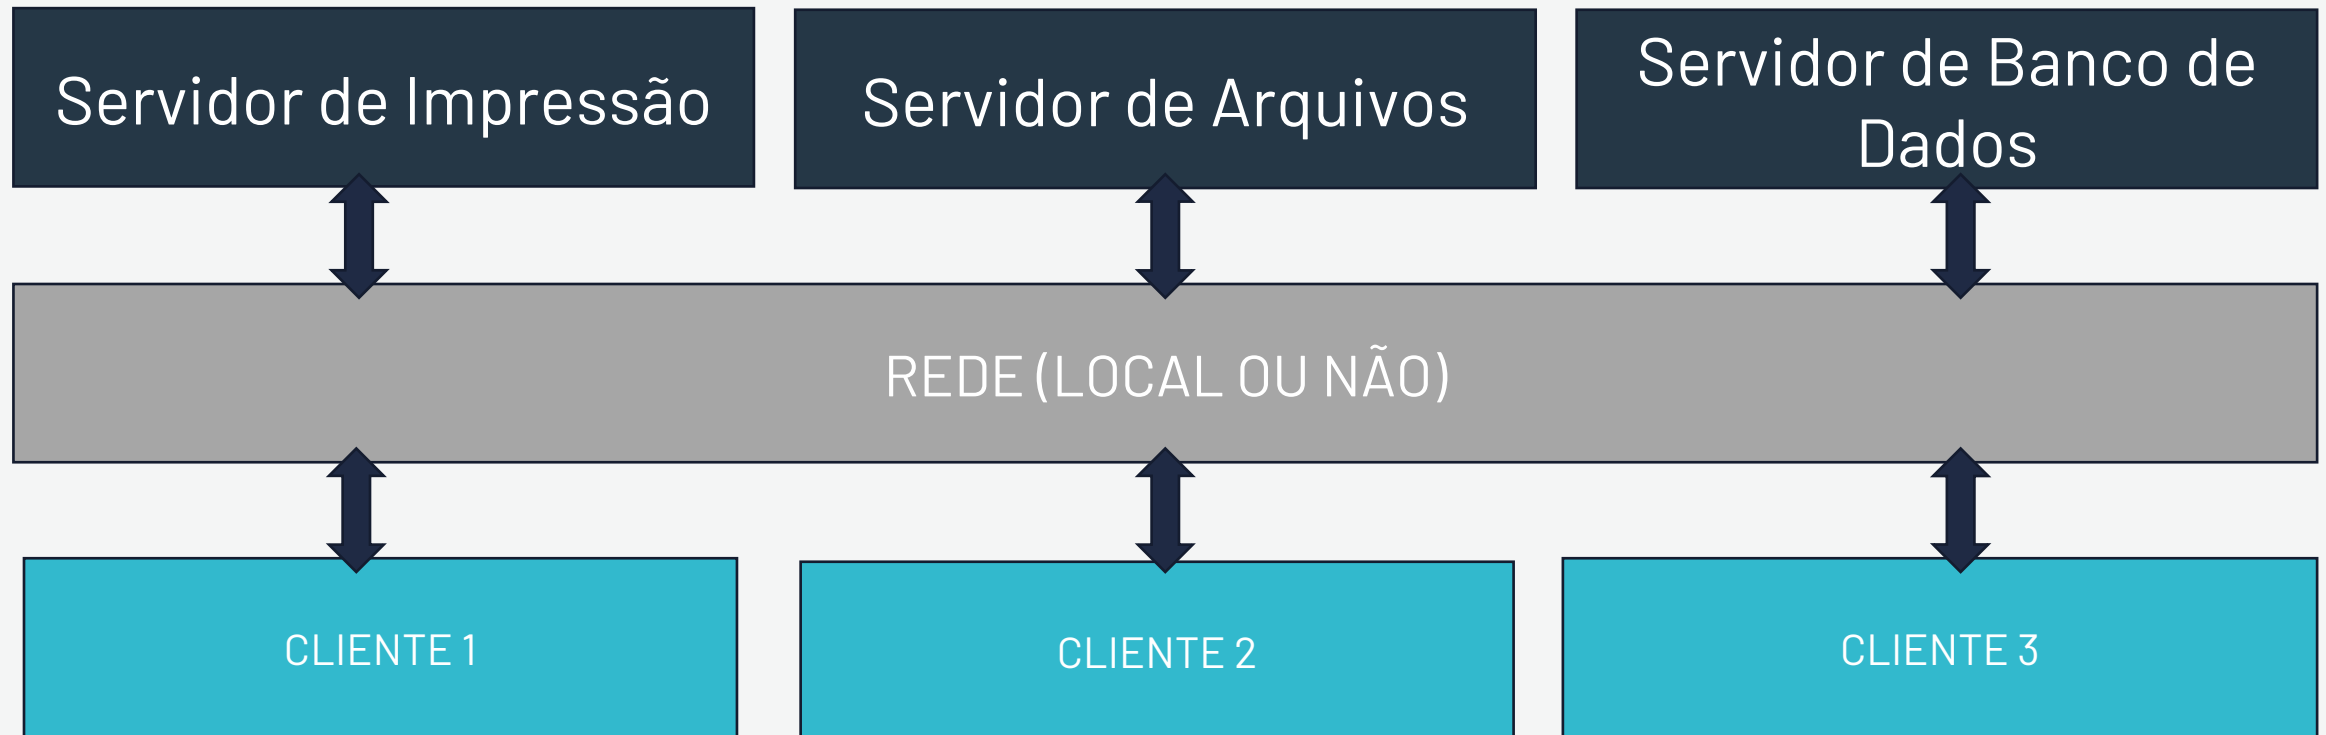 Servidor de Impressão
Servidor de Arquivos
Servidor de Banco de
Dados
REDE (LOCAL OU NÃO)
CLIENTE 1
CLIENTE 2
CLIENTE 3